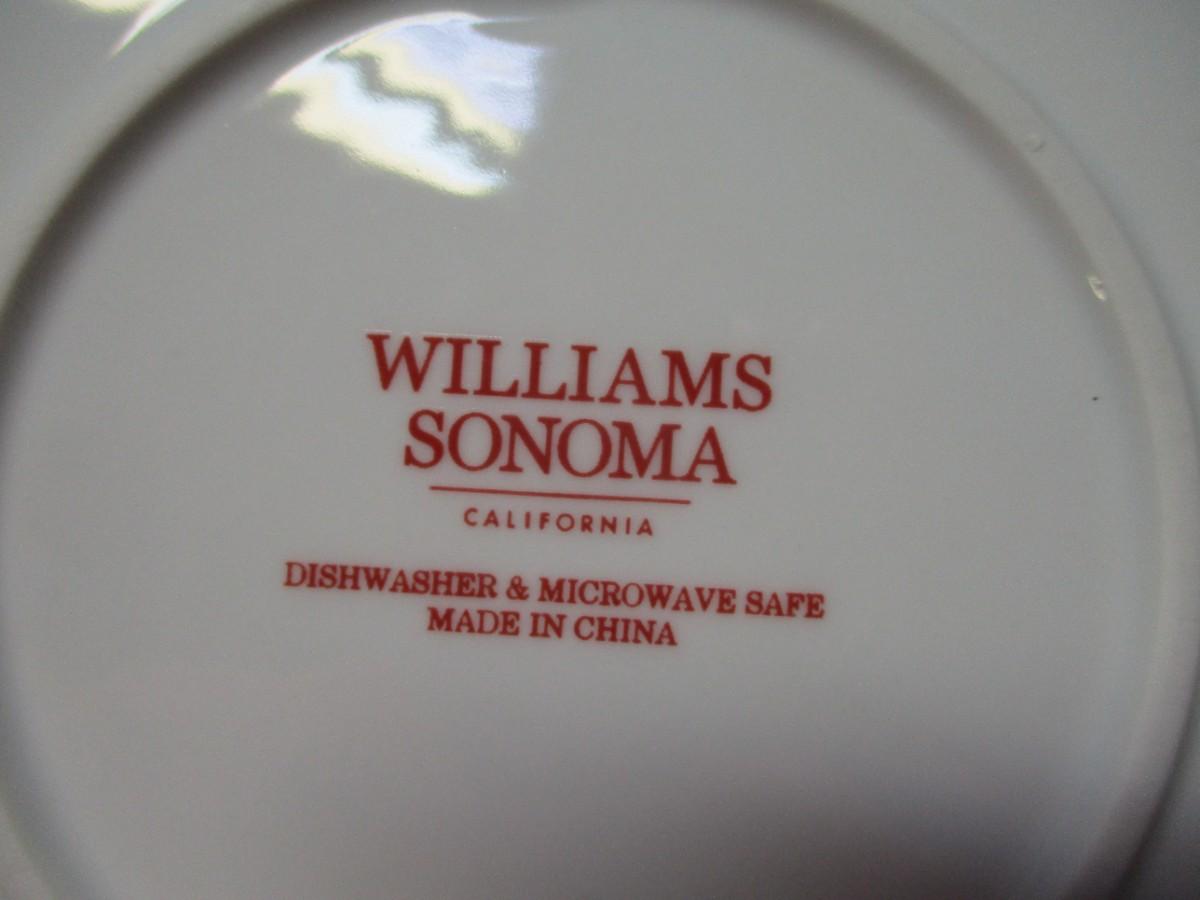 WILLIAMS
SONOMA
CALIFORNIA
DISHWASHER & MICROWAVE SAFE
MADE IN CHINA